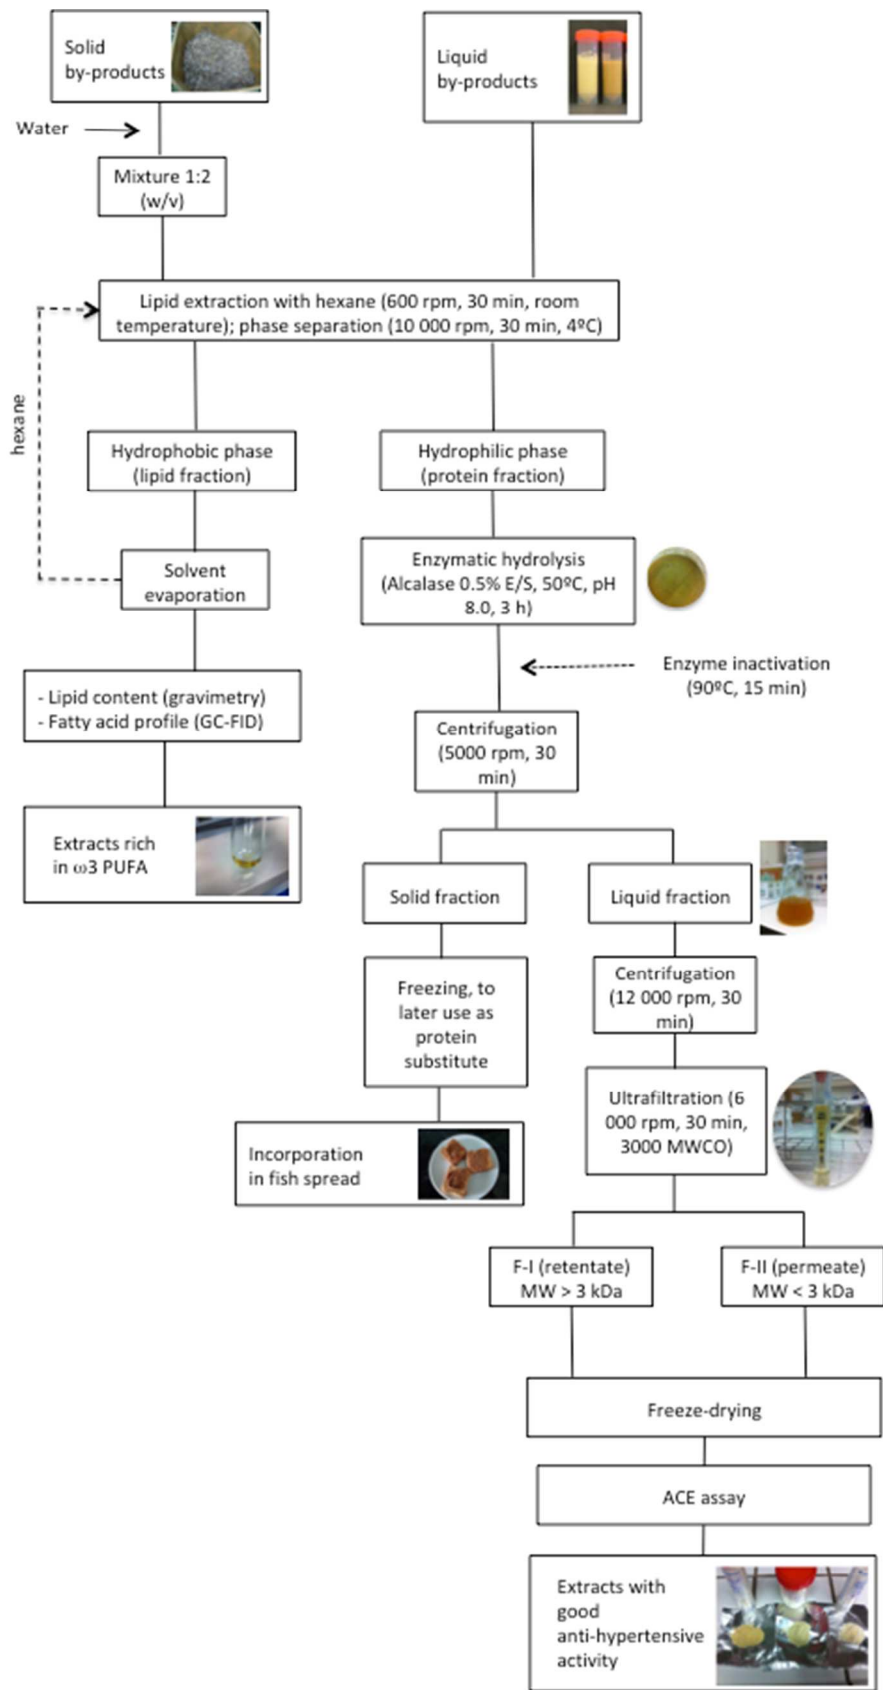 Solid
by-products
Liquid
by-products
Water
Mixture 1:2
(w/v)
Lipid extraction with hexane (600 rpm, 30 min, room
temperature); phase separation (10 000 rpm, 30 min, 4ºC)
hexane
Hydrophobic phase
(lipid fraction)
Hydrophilic phase
(protein fraction)
Solvent
evaporation
Enzymatic hydrolysis
(Alcalase 0.5% E/S, 50ºC, pH
8.0, 3 h)
Enzyme inactivation
(90ºC, 15 min)
- Lipid content (gravimetry)
- Fatty acid profile (GC-FID)
Centrifugation
(5000 rpm, 30
min)
Extracts rich
in ω3 PUFA
Solid fraction
Liquid fraction
Freezing, to
later use as
protein
substitute
Centrifugation
(12 000 rpm, 30
min)
Ultrafiltration (6
000 rpm, 30 min,
3000 MWCO)
Incorporation
in fish spread
F-I (retentate)
MW > 3 kDa
F-II (permeate)
MW < 3 kDa
Freeze-drying
ACE assay
Extracts with
good
anti-hypertensive
activity